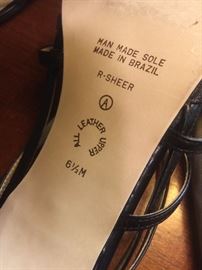 MAN MADE SOLE
MADE IN BRAZIL
R-SHEER
A
ALL LEATHER UPPER
6½M